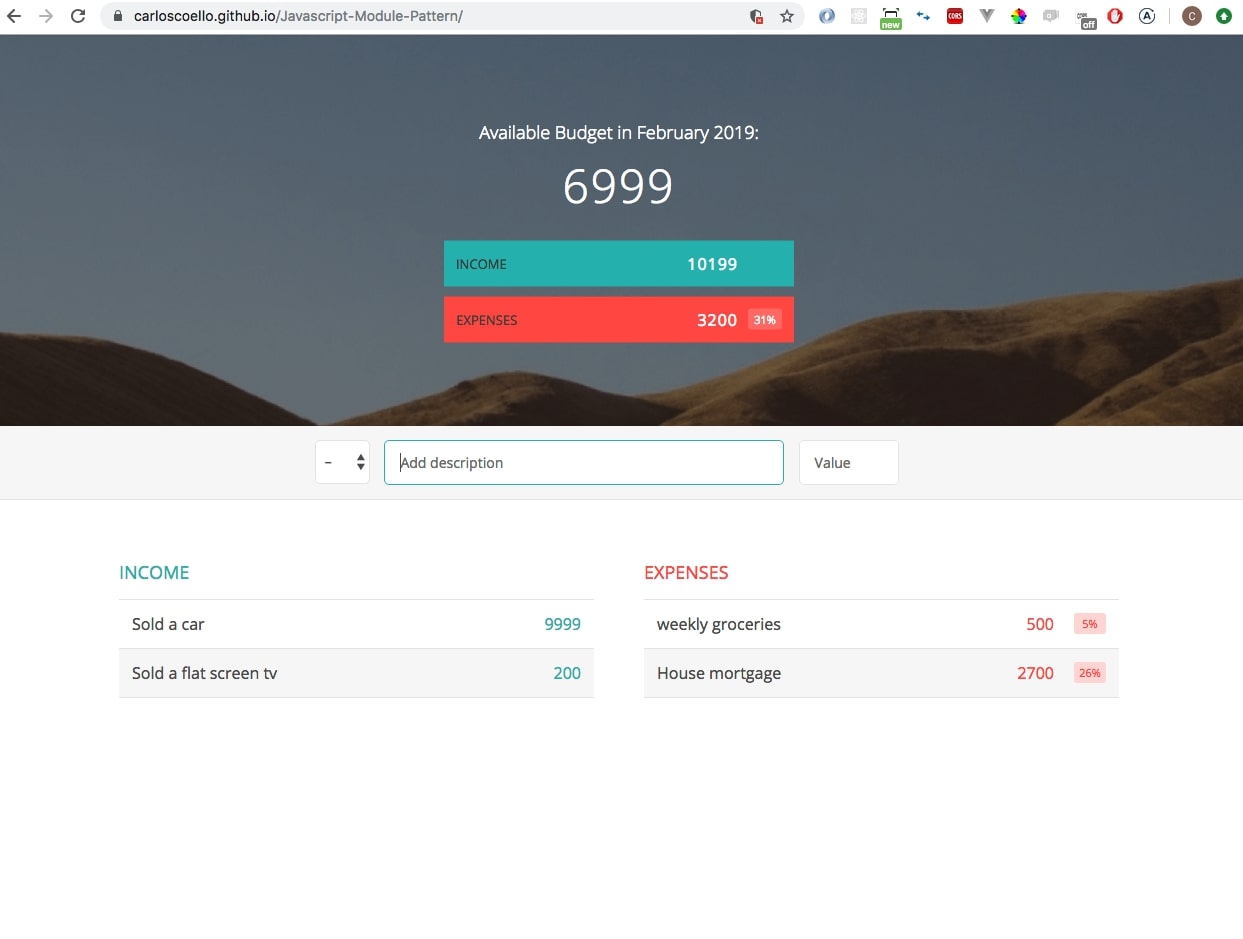 carloscoello.github.io/Javascript-Module-Pattern/
new
CORS
off
A
C
Available Budget in February 2019:
6999
INCOME 10199
EXPENSES 3200 31%
– Add description Value
INCOME
Sold a car 9999
Sold a flat screen tv 200
EXPENSES
weekly groceries 500 5%
House mortgage 2700 26%